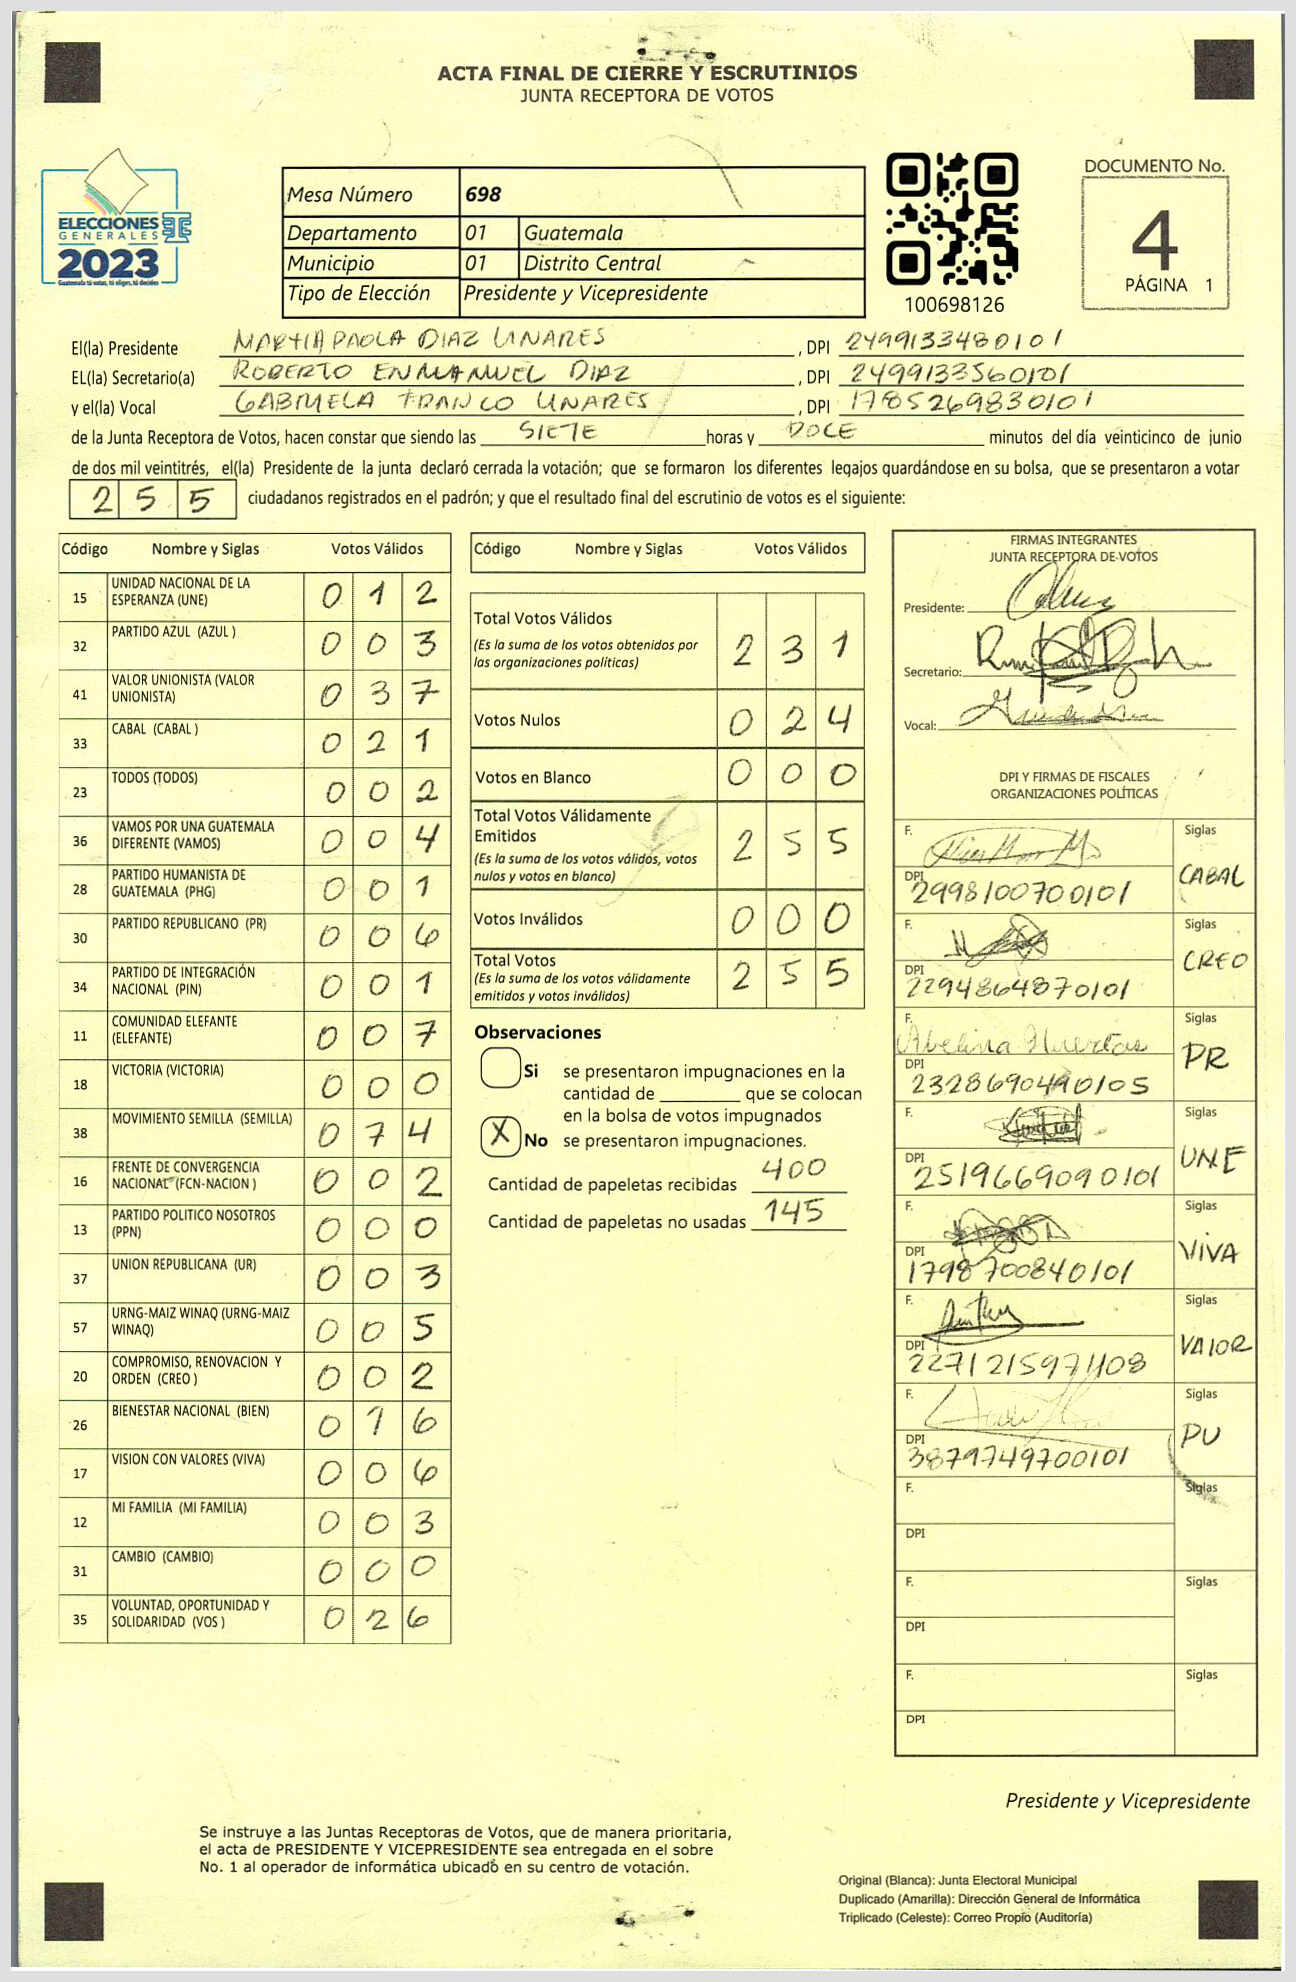 ACTA FINAL DE CIERRE Y ESCRUTINIOS
JUNTA RECEPTORA DE VOTOS
ELECCIONES
GENERALES
2023
Guatemala tú votas, tú eliges, tú decides
Mesa Número 698
Departamento 01 Guatemala
Municipio 01 Distrito Central
Tipo de Elección Presidente y Vicepresidente
100698126
DOCUMENTO No.
4
PÁGINA 1
El(la) Presidente PAOLA DIAZ LINARES, DPI 2499133480101
EL(la) Secretario(a) ROBERTO ENMANUEL DIAZ, DPI 2499133560101
y el(la) Vocal GABRIELA FRANCO LINARES, DPI 1785269830101
de la Junta Receptora de Votos, hacen constar que siendo las SIETE horas y DOCE minutos del día veinticinco de junio
de dos mil veintitrés, el(la) Presidente de la junta declaró cerrada la votación; que se formaron los diferentes legajos guardándose en su bolsa, que se presentaron a votar
255 ciudadanos registrados en el padrón; y que el resultado final del escrutinio de votos es el siguiente:
Código Nombre y Siglas Votos Válidos
15 UNIDAD NACIONAL DE LA ESPERANZA (UNE) 0 1 2
32 PARTIDO AZUL (AZUL ) 0 0 3
41 VALOR UNIONISTA (VALOR UNIONISTA) 0 3 7
33 CABAL (CABAL ) 0 2 1
23 TODOS (TODOS) 0 0 2
36 VAMOS POR UNA GUATEMALA DIFERENTE (VAMOS) 0 0 4
28 PARTIDO HUMANISTA DE GUATEMALA (PHG) 0 0 1
30 PARTIDO REPUBLICANO (PR) 0 0 6
34 PARTIDO DE INTEGRACIÓN NACIONAL (PIN) 0 0 1
11 COMUNIDAD ELEFANTE (ELEFANTE) 0 0 7
18 VICTORIA (VICTORIA) 0 0 0
38 MOVIMIENTO SEMILLA (SEMILLA) 0 7 4
16 FRENTE DE CONVERGENCIA NACIONAL (FCN-NACION ) 0 0 2
13 PARTIDO POLITICO NOSOTROS (PPN) 0 0 0
37 UNION REPUBLICANA (UR) 0 0 3
57 URNG-MAIZ WINAQ (URNG-MAIZ WINAQ) 0 0 5
20 COMPROMISO, RENOVACION Y ORDEN (CREO ) 0 0 2
26 BIENESTAR NACIONAL (BIEN) 0 1 6
17 VISION CON VALORES (VIVA) 0 0 6
12 MI FAMILIA (MI FAMILIA) 0 0 3
31 CAMBIO (CAMBIO) 0 0 0
35 VOLUNTAD, OPORTUNIDAD Y SOLIDARIDAD (VOS ) 0 2 6
Código Nombre y Siglas Votos Válidos
Total Votos Válidos 2 3 1
(Es la suma de los votos obtenidos por
las organizaciones políticas)
Votos Nulos 0 2 4
Votos en Blanco 0 0 0
Total Votos Válidamente
Emitidos 2 5 5
(Es la suma de los votos válidos, votos
nulos y votos en blanco)
Votos Inválidos 0 0 0
Total Votos 2 5 5
(Es la suma de los votos válidamente
emitidos y votos inválidos)
Observaciones
Si se presentaron impugnaciones en la
cantidad de ________ que se colocan
en la bolsa de votos impugnados
X No se presentaron impugnaciones.
Cantidad de papeletas recibidas 400
Cantidad de papeletas no usadas 145
FIRMAS INTEGRANTES
JUNTA RECEPTORA DE VOTOS
Presidente:
Secretario:
Vocal:
DPI Y FIRMAS DE FISCALES
ORGANIZACIONES POLÍTICAS
F. Siglas
DPI 2998100700101 CABAL
F. Siglas
DPI 2294864870101 CREO
F. Abelina Huertas Siglas
DPI 2328690490105 PR
F. Siglas
DPI 2519669090101 UNE
F. Siglas
DPI 1798700840101 VIVA
F. Siglas
DPI 2271215971108 VALOR
F. Siglas
DPI 3879749700101 PU
F. Siglas
DPI
F. Siglas
DPI
F. Siglas
DPI
Presidente y Vicepresidente
Se instruye a las Juntas Receptoras de Votos, que de manera prioritaria,
el acta de PRESIDENTE Y VICEPRESIDENTE sea entregada en el sobre
No. 1 al operador de informática ubicado en su centro de votación.
Original (Blanca): Junta Electoral Municipal
Duplicado (Amarilla): Dirección General de Informática
Triplicado (Celeste): Correo Propio (Auditoría)